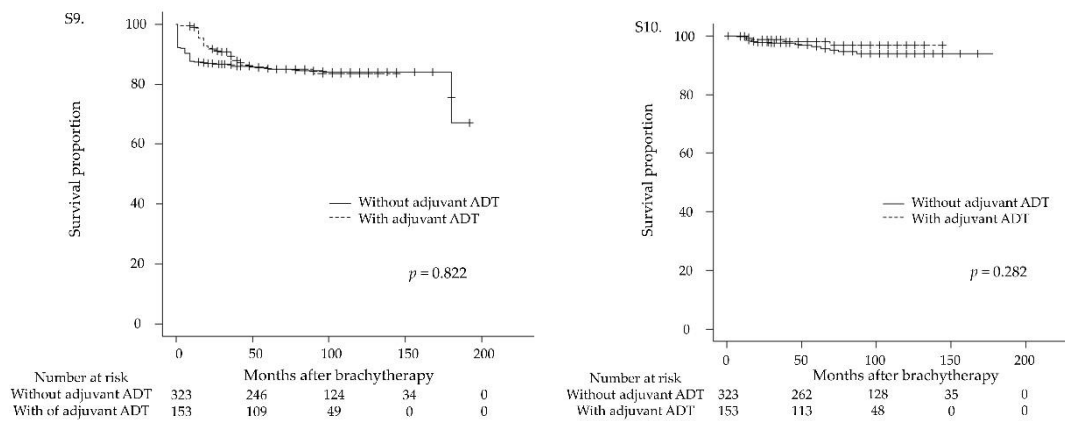 S9.
100
80
60
40
20
0
Survival proportion
Without adjuvant ADT
With adjuvant ADT
p = 0.822
0 50 100 150 200
Months after brachytherapy
Number at risk
Without adjuvant ADT 323 246 124 34 0
With of adjuvant ADT 153 109 49 0 0
S10.
100
80
60
40
20
0
Survival proportion
Without adjuvant ADT
With adjuvant ADT
p = 0.282
0 50 100 150 200
Months after brachytherapy
Number at risk
Without adjuvant ADT 323 262 128 35 0
With adjuvant ADT 153 113 48 0 0